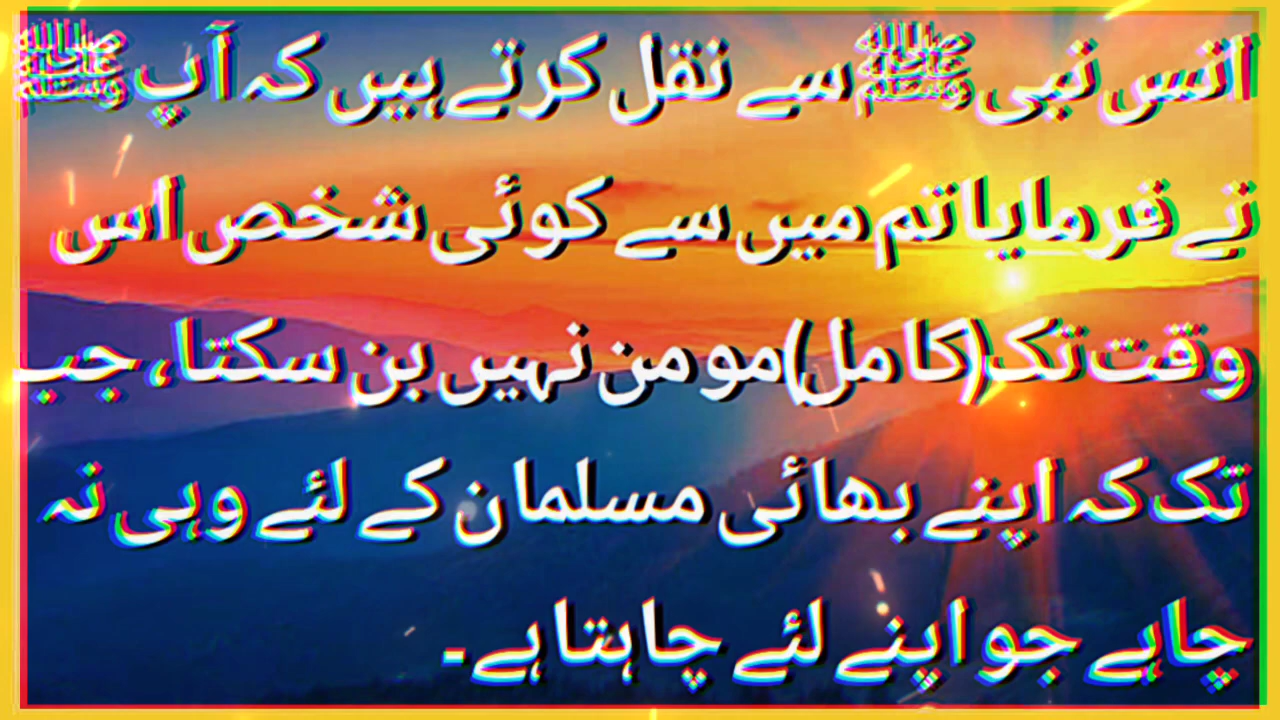 انس نبی ﷺ سے نقل کرتے ہیں کہ آپ ﷺ
نے فرمایا تم میں سے کوئی شخص اس
وقت تک (کامل) مومن نہیں بن سکتا، جب
تک کہ اپنے بھائی مسلمان کے لئے وہی نہ
چاہے جو اپنے لئے چاہتا ہے۔